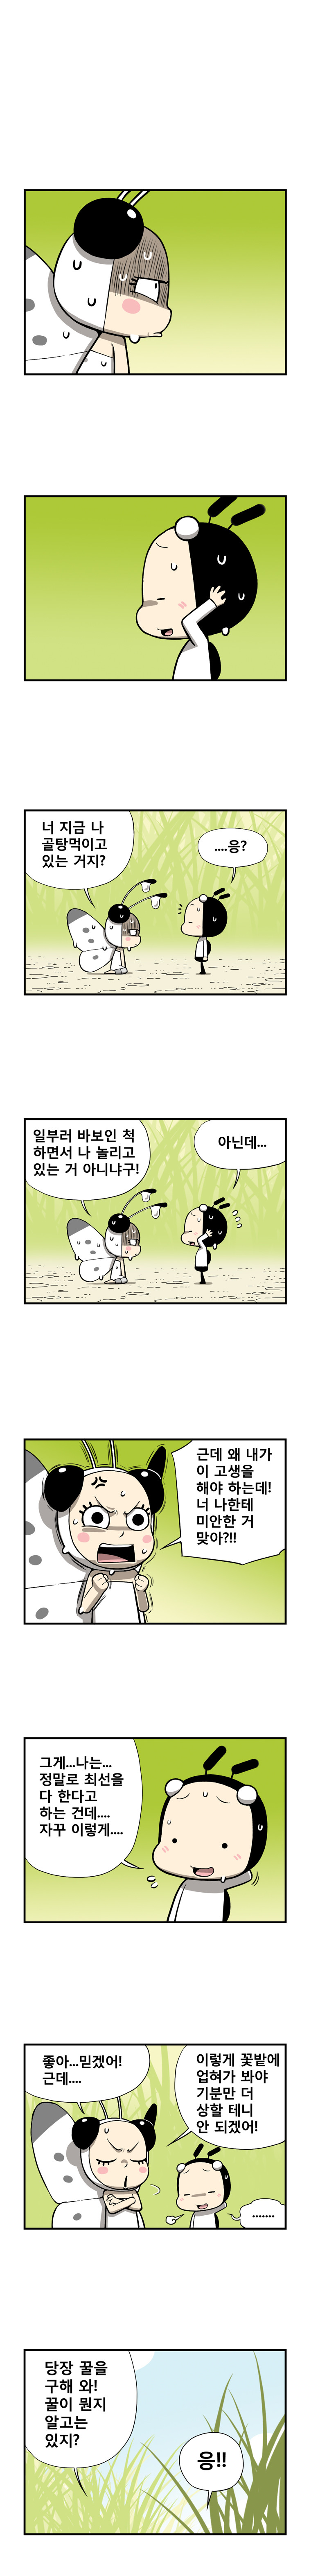 너 지금 나
골탕먹이고
있는 거지?
....응?
일부러 바보인 척
하면서 나 놀리고
있는 거 아니냐구!
아닌데...
근데 왜 내가
이 고생을
해야 하는데!
너 나한테
미안한 거
맞아?!!
그게...나는...
정말로 최선을
다 한다고
하는 건데....
자꾸 이렇게....
좋아...믿겠어!
근데....
이렇게 꽃밭에
업혀가 봐야
기분만 더
상할 테니
안 되겠어!
.......
당장 꿀을
구해 와!
꿀이 뭔지
알고는
있지?
응!!